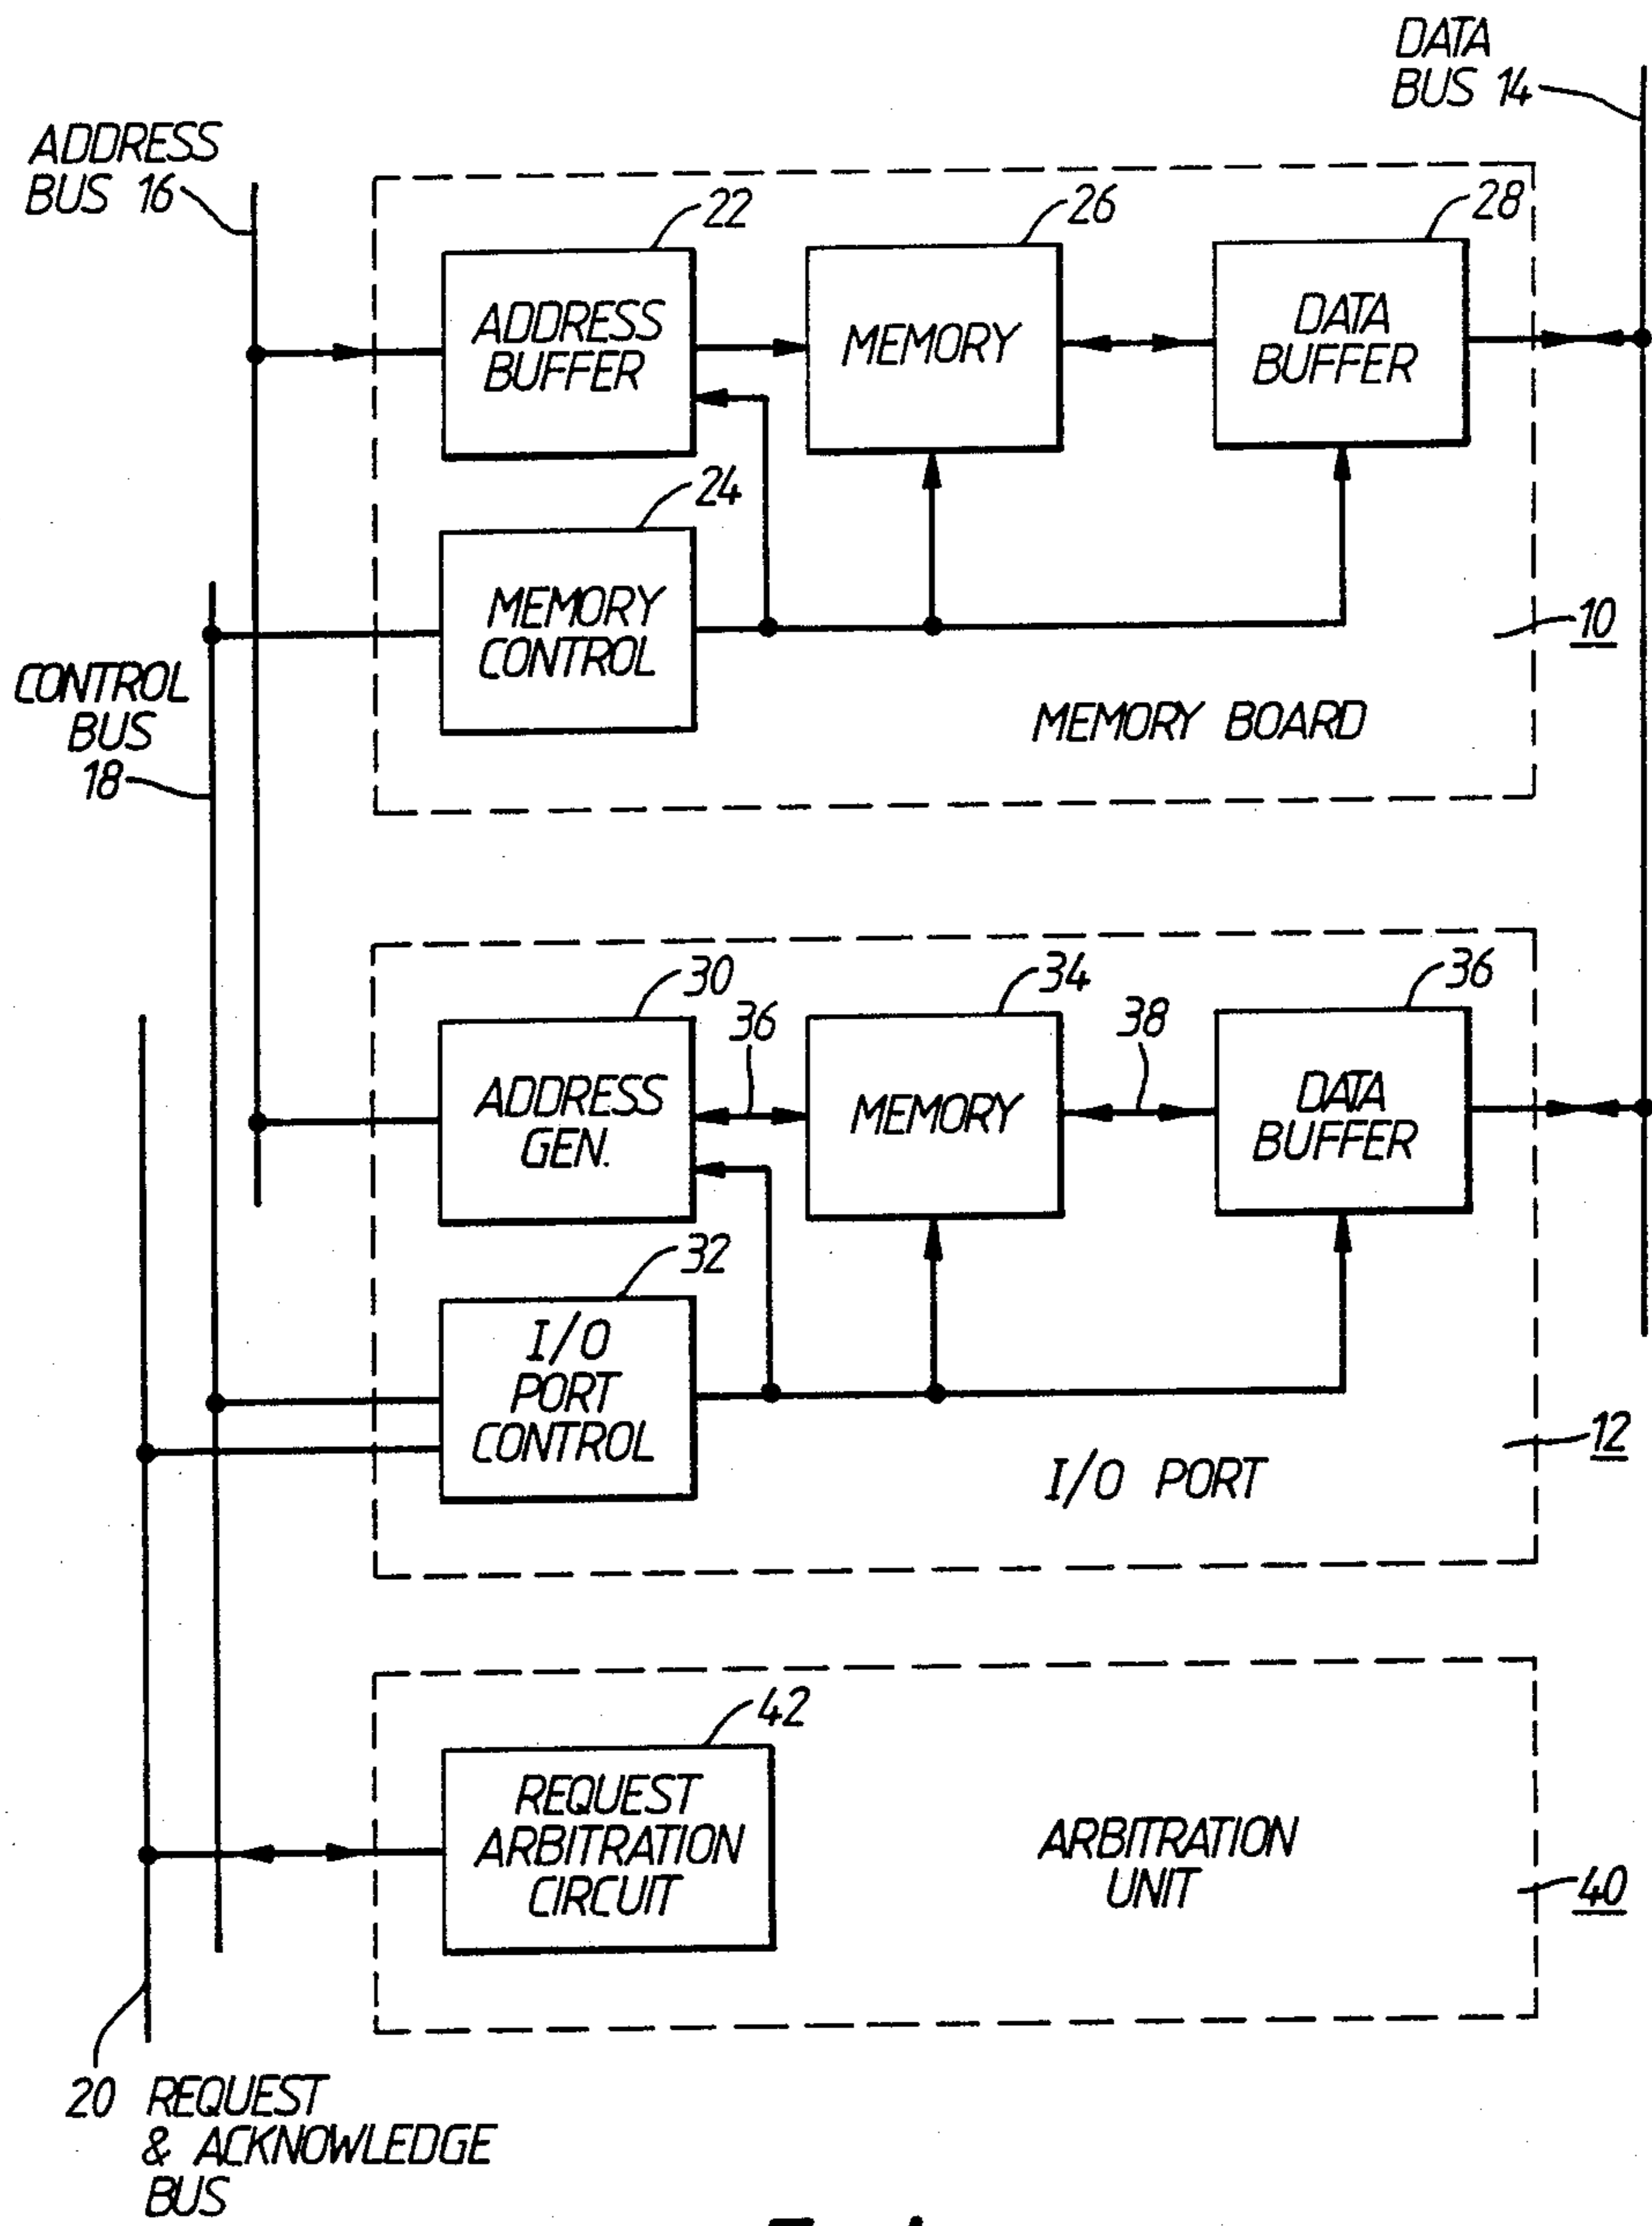 DATA
BUS 14
ADDRESS
BUS 16
22
26
28
ADDRESS
BUFFER
MEMORY
DATA
BUFFER
24
MEMORY
CONTROL
10
CONTROL
BUS
18
MEMORY BOARD
30
36
34
38
36
ADDRESS
GEN.
MEMORY
DATA
BUFFER
32
I/O
PORT
CONTROL
12
I/O PORT
42
REQUEST
ARBITRATION
CIRCUIT
ARBITRATION
UNIT
40
20 REQUEST
& ACKNOWLEDGE
BUS